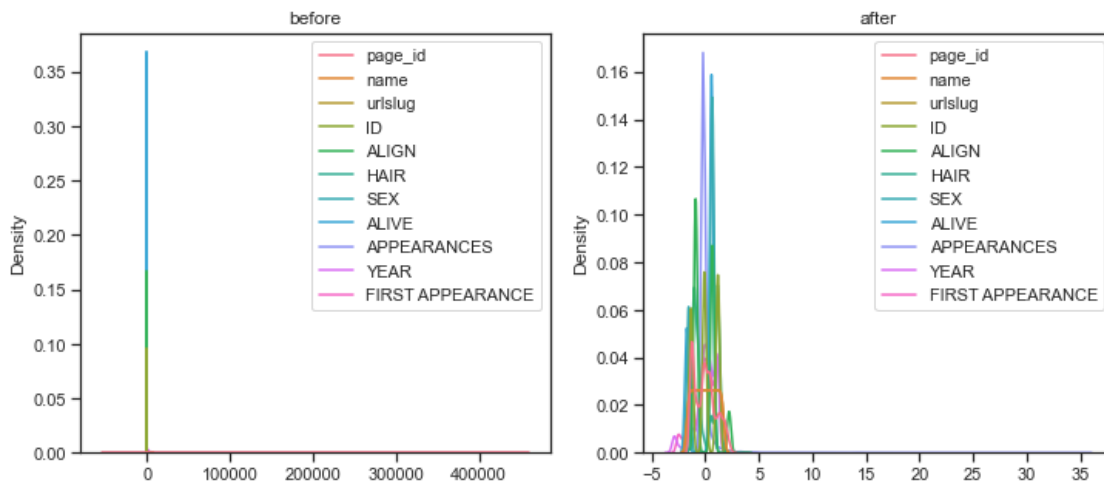 before
Density
0.35
0.30
0.25
0.20
0.15
0.10
0.05
0.00
0
100000
200000
300000
400000
page_id
name
urlslug
ID
ALIGN
HAIR
SEX
ALIVE
APPEARANCES
YEAR
FIRST APPEARANCE
after
Density
0.16
0.14
0.12
0.10
0.08
0.06
0.04
0.02
0.00
−5
0
5
10
15
20
25
30
35
page_id
name
urlslug
ID
ALIGN
HAIR
SEX
ALIVE
APPEARANCES
YEAR
FIRST APPEARANCE